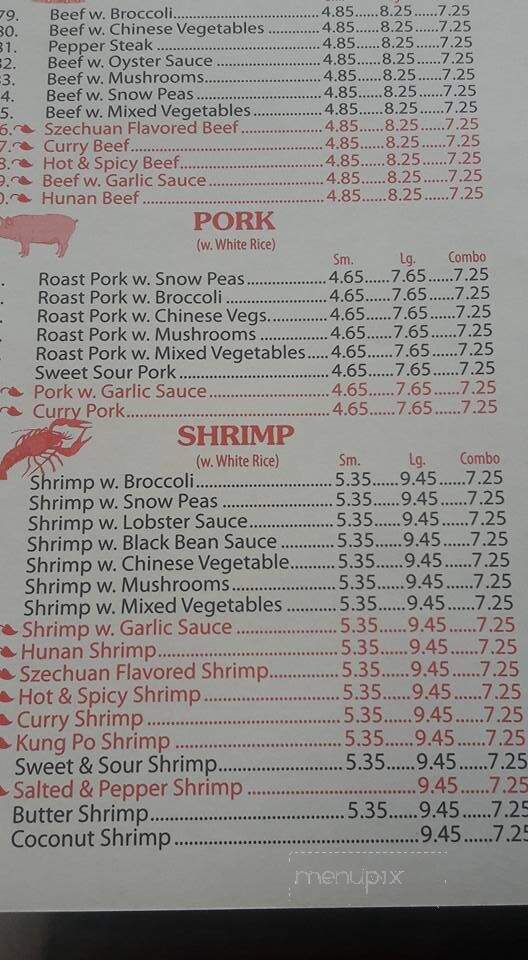 79. Beef w. Broccoli 4.85 8.25 7.25
80. Beef w. Chinese Vegetables 4.85 8.25 7.25
81. Pepper Steak 4.85 8.25 7.25
82. Beef w. Oyster Sauce 4.85 8.25 7.25
83. Beef w. Mushrooms 4.85 8.25 7.25
4. Beef w. Snow Peas 4.85 8.25 7.25
5. Beef w. Mixed Vegetables 4.85 8.25 7.25
6. Szechuan Flavored Beef 4.85 8.25 7.25
7. Curry Beef 4.85 8.25 7.25
8. Hot & Spicy Beef 4.85 8.25 7.25
9. Beef w. Garlic Sauce 4.85 8.25 7.25
0. Hunan Beef 4.85 8.25 7.25
PORK
(w. White Rice)
Sm. Lg. Combo
Roast Pork w. Snow Peas 4.65 7.65 7.25
Roast Pork w. Broccoli 4.65 7.65 7.25
Roast Pork w. Chinese Vegs. 4.65 7.65 7.25
Roast Pork w. Mushrooms 4.65 7.65 7.25
Roast Pork w. Mixed Vegetables 4.65 7.65 7.25
Sweet Sour Pork 4.65 7.65 7.25
Pork w. Garlic Sauce 4.65 7.65 7.25
Curry Pork 4.65 7.65 7.25
SHRIMP
(w. White Rice) Sm. Lg. Combo
Shrimp w. Broccoli 5.35 9.45 7.25
Shrimp w. Snow Peas 5.35 9.45 7.25
Shrimp w. Lobster Sauce 5.35 9.45 7.25
Shrimp w. Black Bean Sauce 5.35 9.45 7.25
Shrimp w. Chinese Vegetable 5.35 9.45 7.25
Shrimp w. Mushrooms 5.35 9.45 7.25
Shrimp w. Mixed Vegetables 5.35 9.45 7.25
Shrimp w. Garlic Sauce 5.35 9.45 7.25
Hunan Shrimp 5.35 9.45 7.25
Szechuan Flavored Shrimp 5.35 9.45 7.25
Hot & Spicy Shrimp 5.35 9.45 7.25
Curry Shrimp 5.35 9.45 7.25
Kung Po Shrimp 5.35 9.45 7.25
Sweet & Sour Shrimp 5.35 9.45 7.25
Salted & Pepper Shrimp 9.45 7.25
Butter Shrimp 5.35 9.45 7.25
Coconut Shrimp 9.45 7.25
menupix